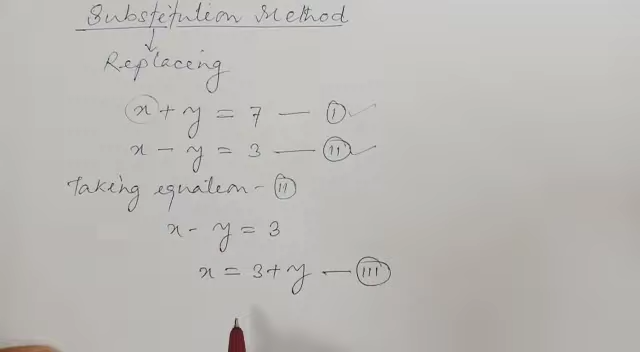 Substitution Method
Replacing
x + y = 7 — I
x - y = 3 — II
Taking equation - II
x - y = 3
x = 3 + y — III